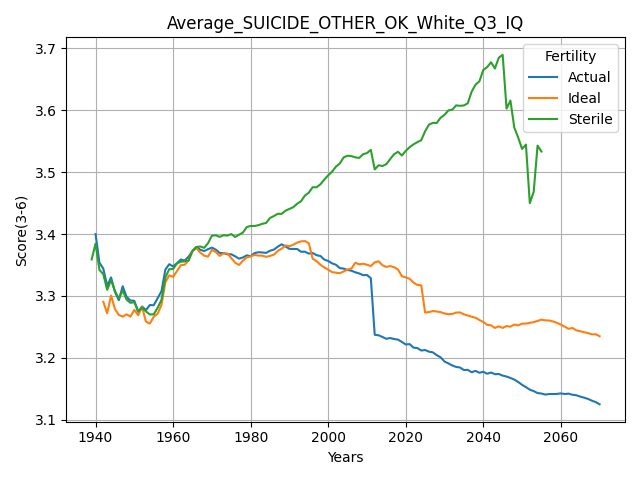 Average_SUICIDE_OTHER_OK_White_Q3_IQ
Score(3-6)
3.7
3.6
3.5
3.4
3.3
3.2
3.1
Fertility
Actual
Ideal
Sterile
1940 1960 1980 2000 2020 2040 2060
Years